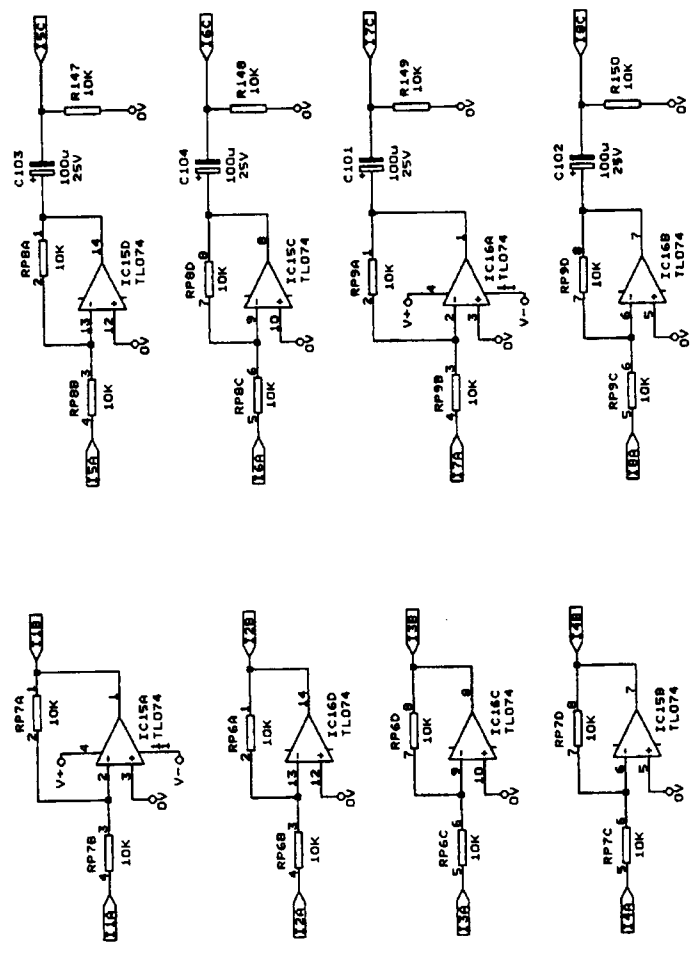 I5C
R147
10K
0V
C103
+
100u
25V
RP8A
1
2
10K
14
IC15D
TL074
13
12
-
+
0V
RP8B
3
4
10K
I5A
I6C
R148
10K
0V
C104
+
100u
25V
RP8D
8
7
10K
8
IC15C
TL074
9
10
-
+
0V
RP8C
6
5
10K
I6A
I7C
R149
10K
0V
C101
+
100u
25V
RP9A
1
2
10K
1
IC16A
TL074
V+
4
11
V-
2
3
-
+
0V
RP9B
3
4
10K
I7A
I8C
R150
10K
0V
C102
+
100u
25V
RP9D
8
7
10K
7
IC16B
TL074
6
5
-
+
0V
RP9C
6
5
10K
I8A
I1B
RP7A
1
2
10K
1
IC15A
TL074
V+
4
11
V-
2
3
-
+
0V
RP7B
3
4
10K
I1A
I2B
RP6A
1
2
10K
14
IC16D
TL074
13
12
-
+
0V
RP6B
3
4
10K
I2A
I3B
RP6D
8
7
10K
8
IC16C
TL074
9
10
-
+
0V
RP6C
6
5
10K
I3A
I4B
RP7D
8
7
10K
7
IC15B
TL074
6
5
-
+
0V
RP7C
6
5
10K
I4A